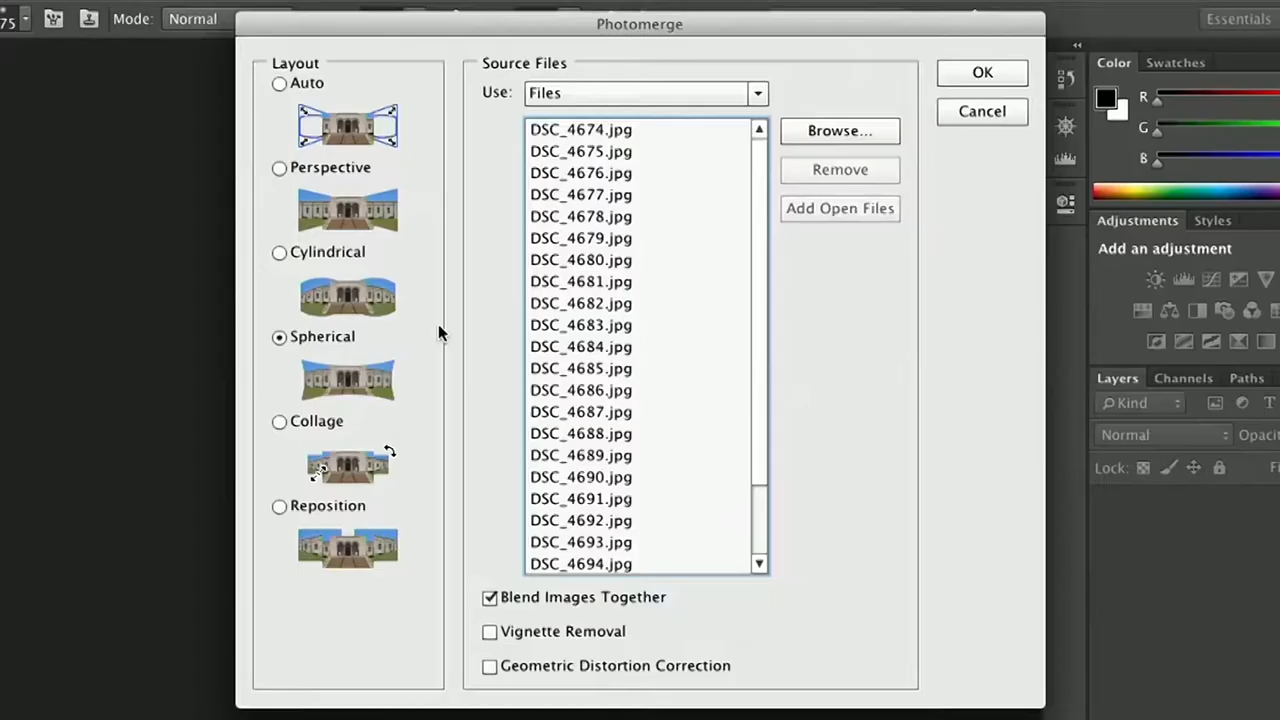 75
Mode: Normal
Photomerge
Essentials
Layout
Auto
Perspective
Cylindrical
Spherical
Collage
Reposition
Source Files
Use: Files
DSC_4674.jpg
DSC_4675.jpg
DSC_4676.jpg
DSC_4677.jpg
DSC_4678.jpg
DSC_4679.jpg
DSC_4680.jpg
DSC_4681.jpg
DSC_4682.jpg
DSC_4683.jpg
DSC_4684.jpg
DSC_4685.jpg
DSC_4686.jpg
DSC_4687.jpg
DSC_4688.jpg
DSC_4689.jpg
DSC_4690.jpg
DSC_4691.jpg
DSC_4692.jpg
DSC_4693.jpg
DSC_4694.jpg
Blend Images Together
Vignette Removal
Geometric Distortion Correction
Browse...
Remove
Add Open Files
OK
Cancel
Color Swatches
R
G
B
Adjustments Styles
Add an adjustment
Layers Channels Paths
Kind
Normal Opaci
Lock: